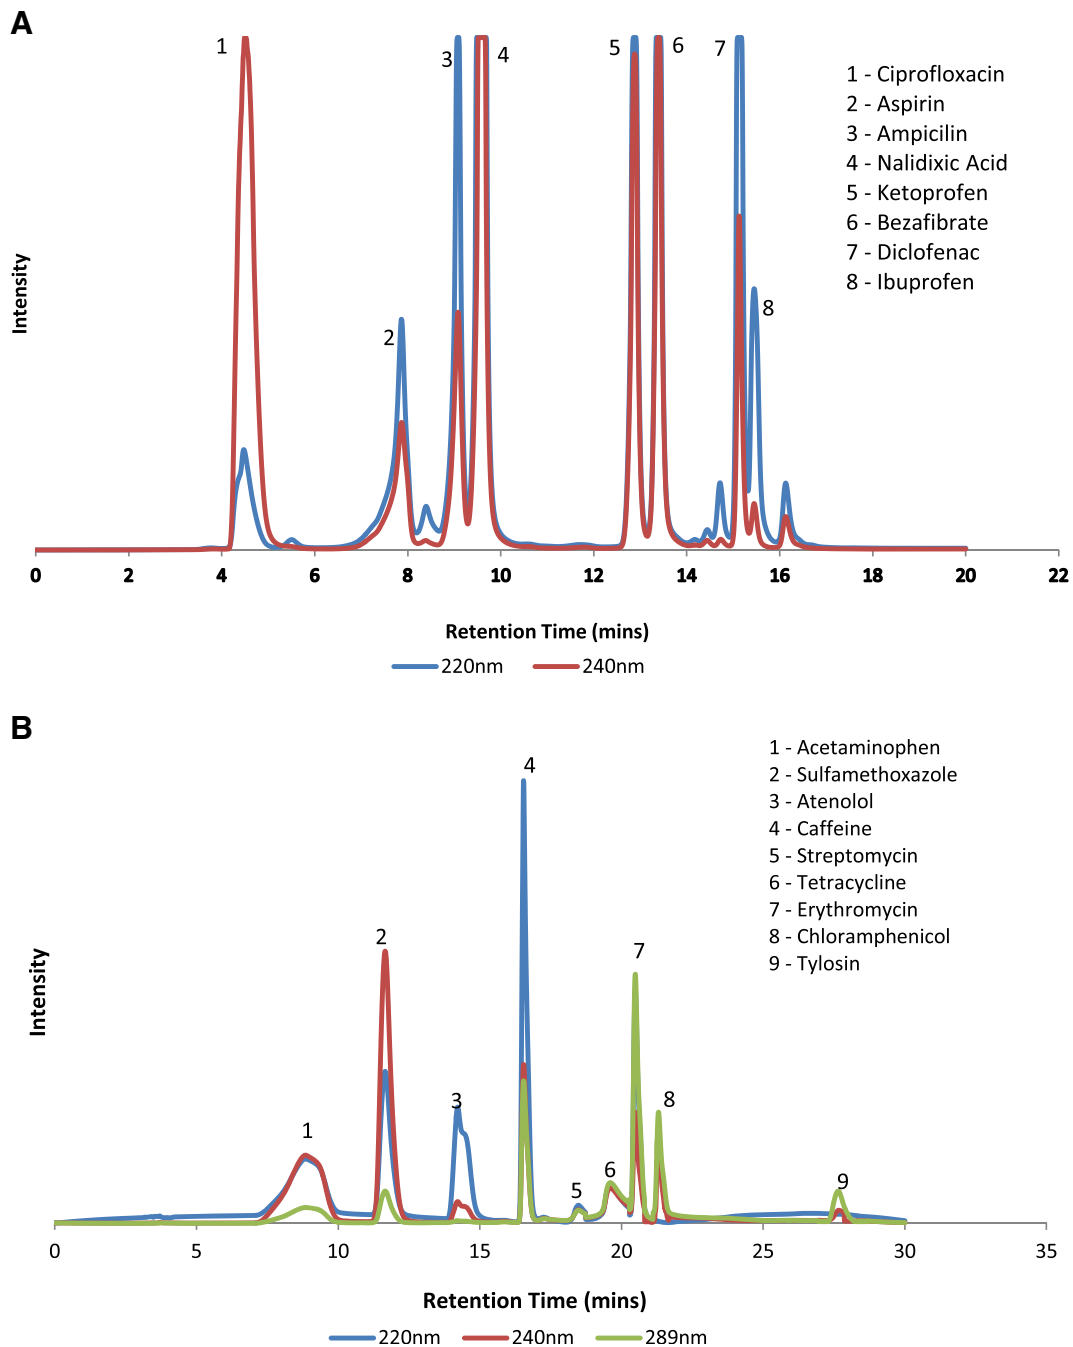 A
1
3
4
5
6
7
1 - Ciprofloxacin
2 - Aspirin
3 - Ampicilin
4 - Nalidixic Acid
5 - Ketoprofen
6 - Bezafibrate
7 - Diclofenac
8 - Ibuprofen
2
8
Intensity
0 2 4 6 8 10 12 14 16 18 20 22
Retention Time (mins)
220nm 240nm
B
1 - Acetaminophen
2 - Sulfamethoxazole
3 - Atenolol
4 - Caffeine
5 - Streptomycin
6 - Tetracycline
7 - Erythromycin
8 - Chloramphenicol
9 - Tylosin
4
2
7
3
8
1
6
9
5
Intensity
0 5 10 15 20 25 30 35
Retention Time (mins)
220nm 240nm 289nm